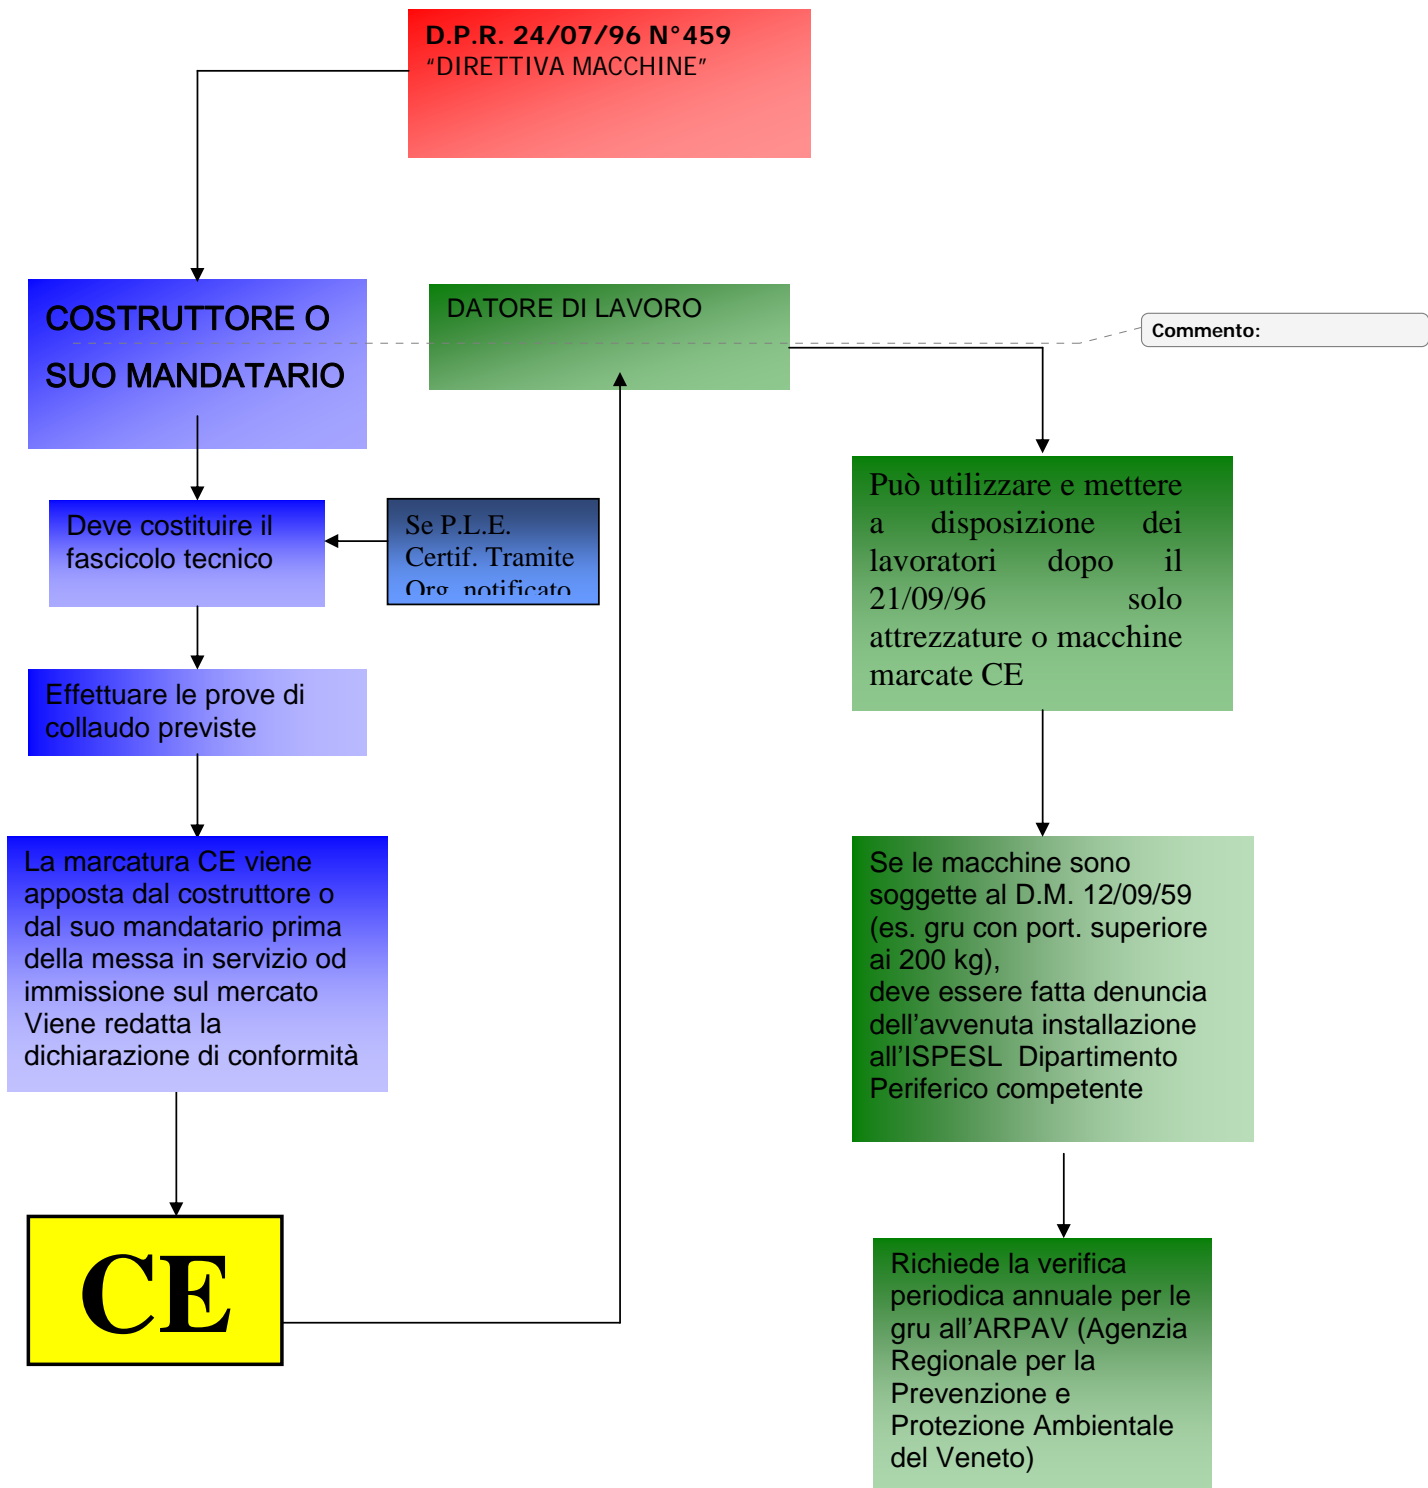 D.P.R. 24/07/96 N°459
“DIRETTIVA MACCHINE”
COSTRUTTORE O
SUO MANDATARIO
DATORE DI LAVORO
Commento:
Deve costituire il
fascicolo tecnico
Se P.L.E.
Certif. Tramite
Org. notificato
Effettuare le prove di
collaudo previste
La marcatura CE viene
apposta dal costruttore o
dal suo mandatario prima
della messa in servizio od
immissione sul mercato
Viene redatta la
dichiarazione di conformità
CE
Può utilizzare e mettere
a disposizione dei
lavoratori dopo il
21/09/96 solo
attrezzature o macchine
marcate CE
Se le macchine sono
soggette al D.M. 12/09/59
(es. gru con port. superiore
ai 200 kg),
deve essere fatta denuncia
dell’avvenuta installazione
all’ISPESL Dipartimento
Periferico competente
Richiede la verifica
periodica annuale per le
gru all’ARPAV (Agenzia
Regionale per la
Prevenzione e
Protezione Ambientale
del Veneto)